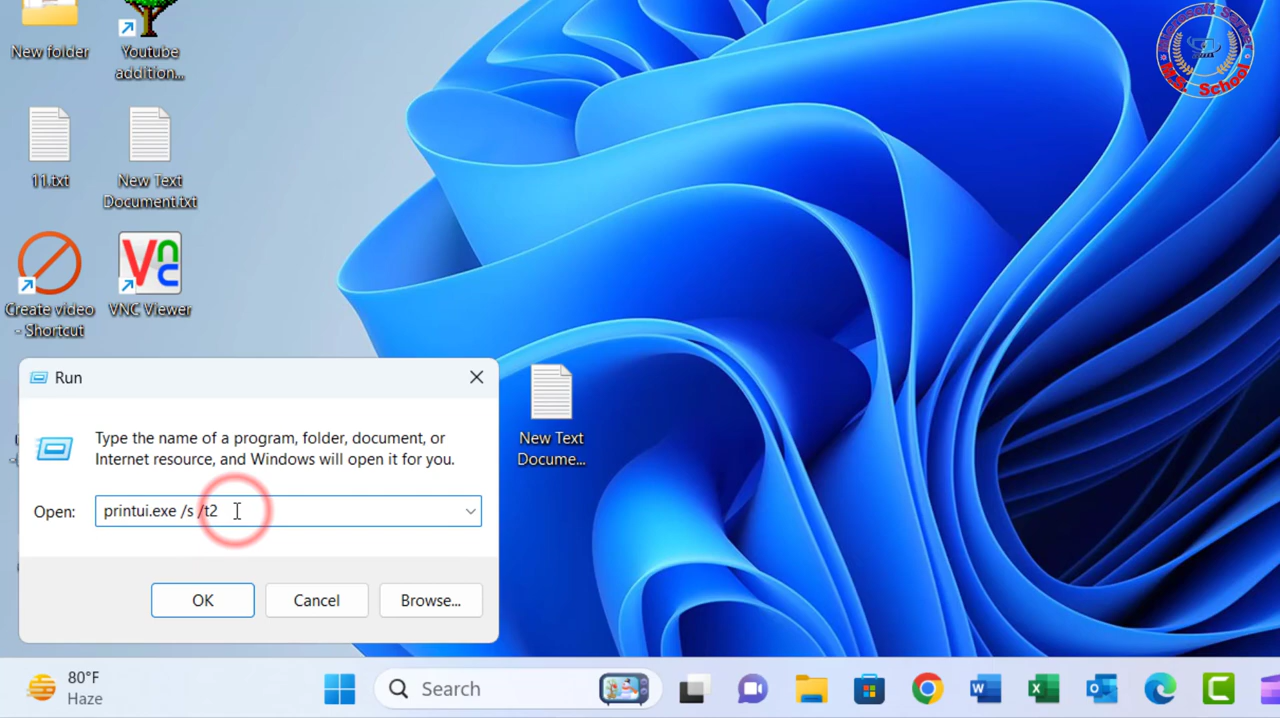 New folder
Youtube
addition...
Microsoft Sarker
M.S. School
11.txt
New Text
Document.txt
Create video
- Shortcut
VNC Viewer
Run
Type the name of a program, folder, document, or
Internet resource, and Windows will open it for you.
Open:
printui.exe /s /t2
OK
Cancel
Browse...
New Text
Docume...
80°F
Haze
Search